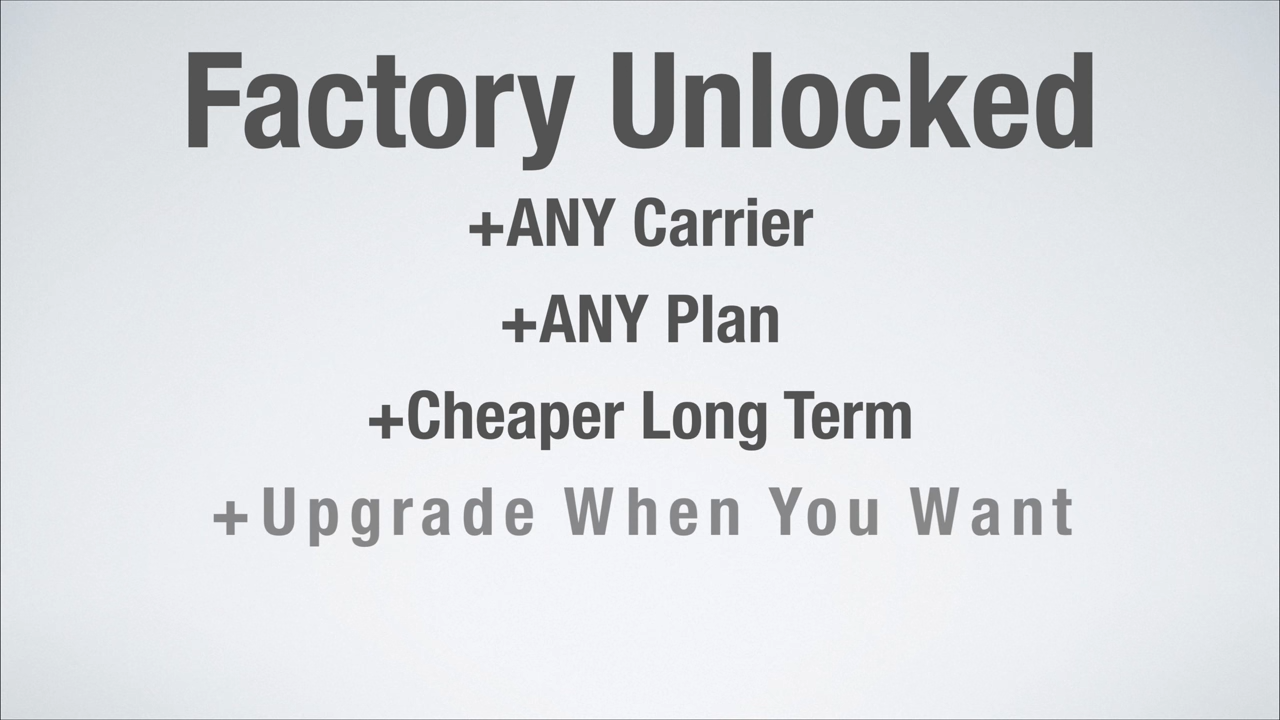 Factory Unlocked
+ANY Carrier
+ANY Plan
+Cheaper Long Term
+Upgrade When You Want